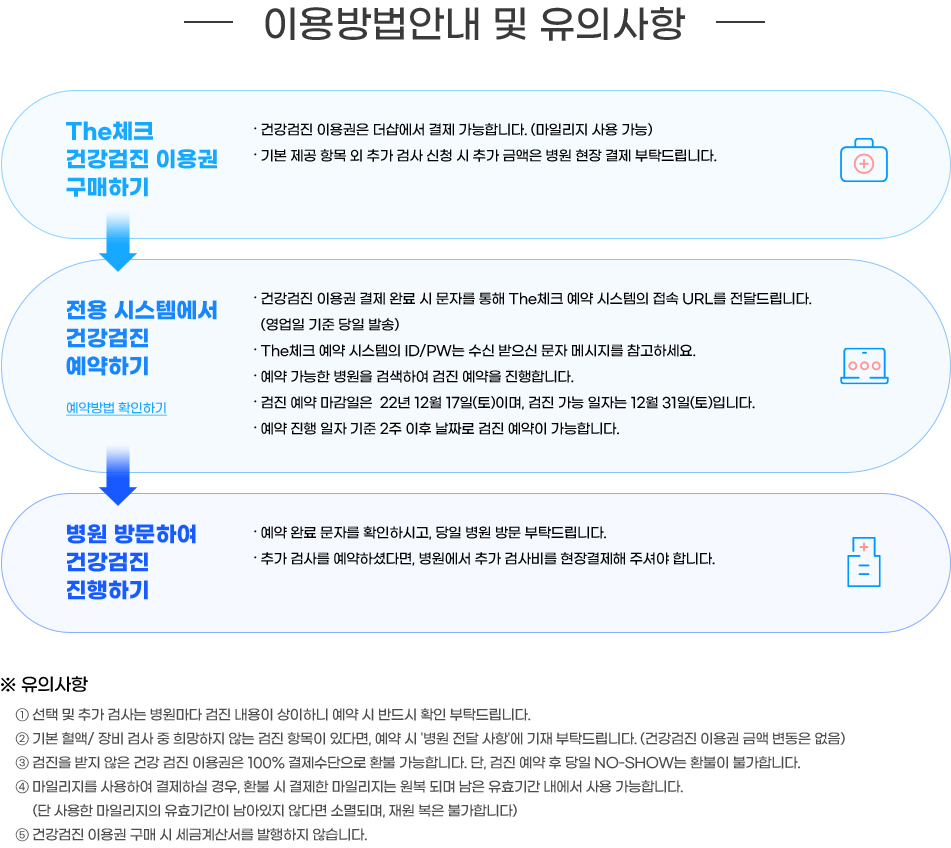 이용방법안내 및 유의사항
The체크
건강검진 이용권
구매하기
· 건강검진 이용권은 더샵에서 결제 가능합니다. (마일리지 사용 가능)
· 기본 제공 항목 외 추가 검사 신청 시 추가 금액은 병원 현장 결제 부탁드립니다.
전용 시스템에서
건강검진
예약하기
예약방법 확인하기
· 건강검진 이용권 결제 완료 시 문자를 통해 The체크 예약 시스템의 접속 URL를 전달드립니다.
(영업일 기준 당일 발송)
· The체크 예약 시스템의 ID/PW는 수신 받으신 문자 메시지를 참고하세요.
· 예약 가능한 병원을 검색하여 검진 예약을 진행합니다.
· 검진 예약 마감일은 22년 12월 17일(토)이며, 검진 가능 일자는 12월 31일(토)입니다.
· 예약 진행 일자 기준 2주 이후 날짜로 검진 예약이 가능합니다.
병원 방문하여
건강검진
진행하기
· 예약 완료 문자를 확인하시고, 당일 병원 방문 부탁드립니다.
· 추가 검사를 예약하셨다면, 병원에서 추가 검사비를 현장결제해 주셔야 합니다.
※ 유의사항
① 선택 및 추가 검사는 병원마다 검진 내용이 상이하니 예약 시 반드시 확인 부탁드립니다.
② 기본 혈액/ 장비 검사 중 희망하지 않는 검진 항목이 있다면, 예약 시 '병원 전달 사항'에 기재 부탁드립니다. (건강검진 이용권 금액 변동은 없음)
③ 검진을 받지 않은 건강 검진 이용권은 100% 결제수단으로 환불 가능합니다. 단, 검진 예약 후 당일 NO-SHOW는 환불이 불가합니다.
④ 마일리지를 사용하여 결제하실 경우, 환불 시 결제한 마일리지는 원복 되며 남은 유효기간 내에서 사용 가능합니다.
(단 사용한 마일리지의 유효기간이 남아있지 않다면 소멸되며, 재원 복은 불가합니다)
⑤ 건강검진 이용권 구매 시 세금계산서를 발행하지 않습니다.